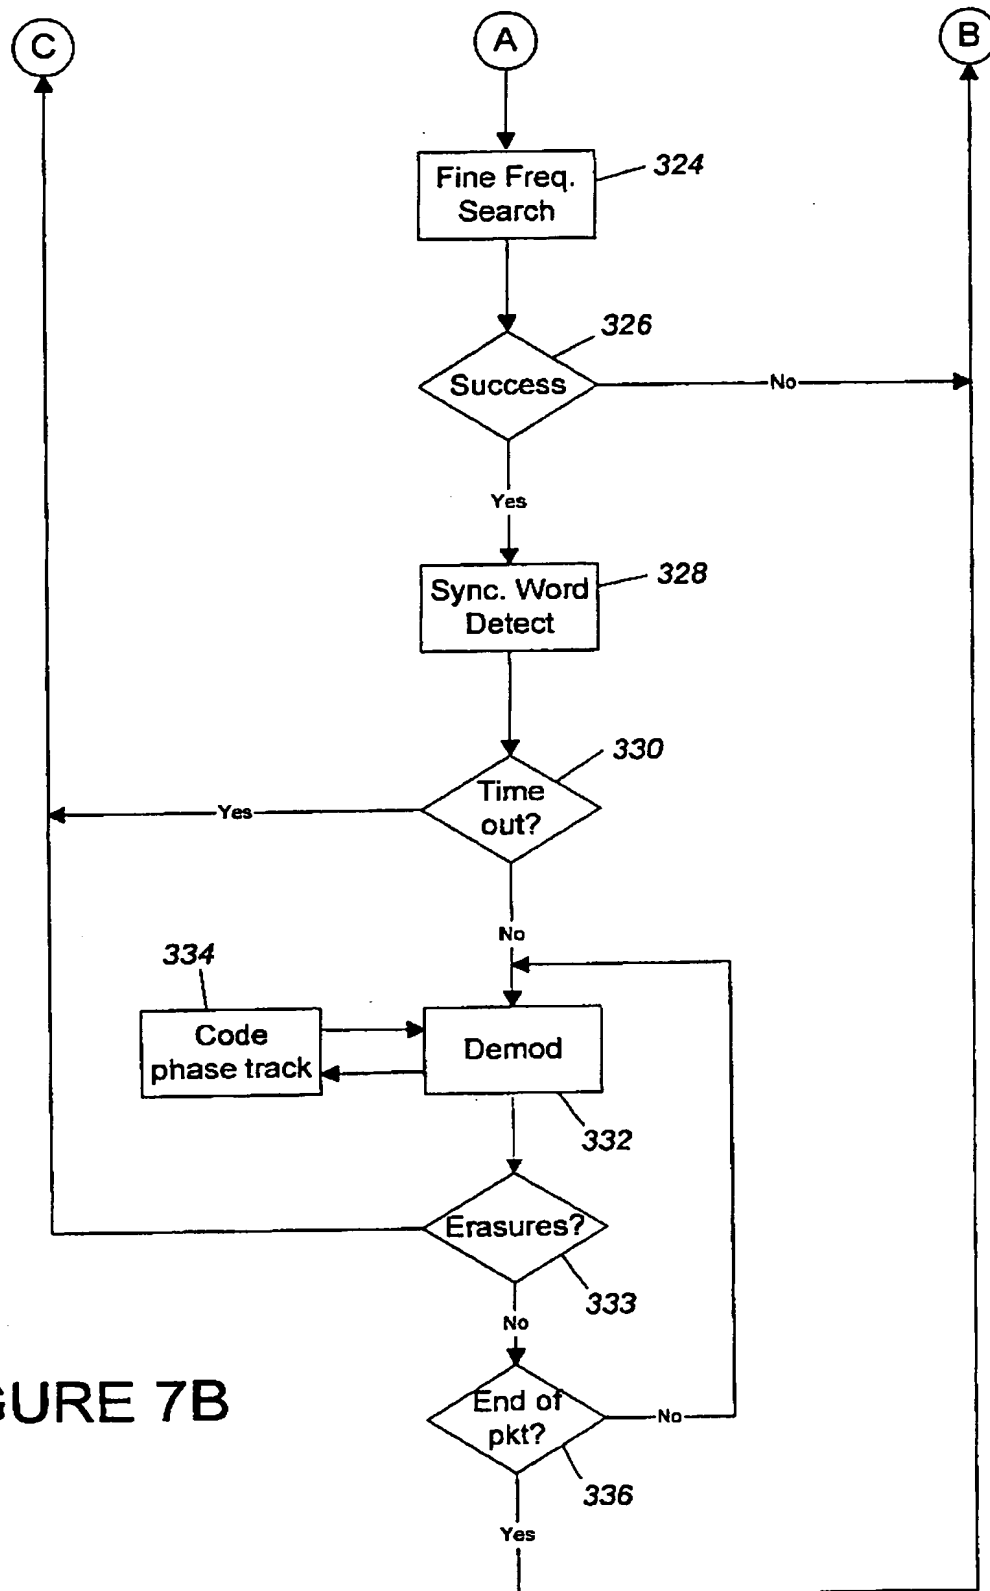 C
A
B
Fine Freq.
Search
324
326
Success
No
Yes
Sync. Word
Detect
328
330
Time
out?
Yes
No
334
Code
phase track
Demod
332
Erasures?
333
No
End of
pkt?
No
336
Yes
GURE 7B